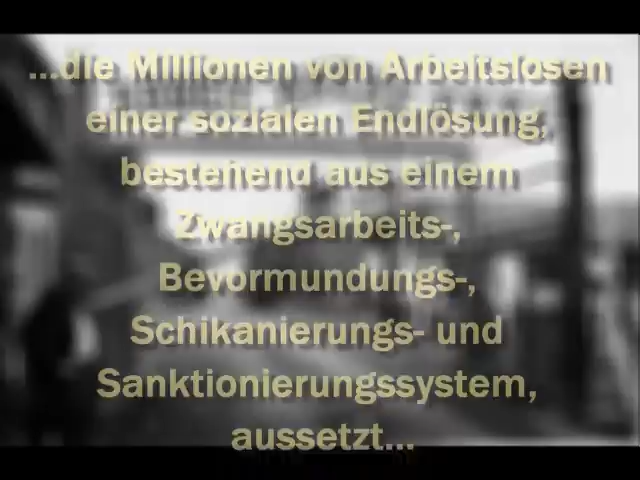 ...die Millionen von Arbeitslosen
einer sozialen Endlösung,
bestehend aus einem
Zwangsarbeits-,
Bevormundungs-,
Schikanierungs- und
Sanktionierungssystem,
aussetzt...